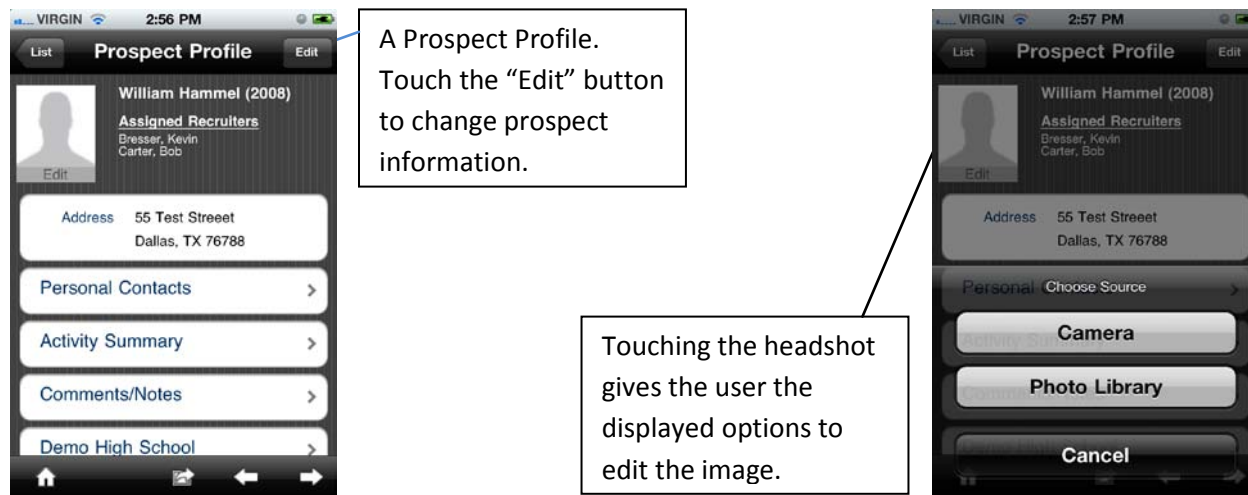 VIRGIN 2:56 PM
List Prospect Profile Edit
William Hammel (2008)
Assigned Recruiters
Bresser, Kevin
Carter, Bob
Edit
Address 55 Test Streeet
Dallas, TX 76788
Personal Contacts
Activity Summary
Comments/Notes
Demo High School
A Prospect Profile.
Touch the “Edit” button
to change prospect
information.
Touching the headshot
gives the user the
displayed options to
edit the image.
VIRGIN 2:57 PM
List Prospect Profile Edit
William Hammel (2008)
Assigned Recruiters
Bresser, Kevin
Carter, Bob
Edit
Address 55 Test Streeet
Dallas, TX 76788
Personal
Choose Source
Camera
Photo Library
Cancel